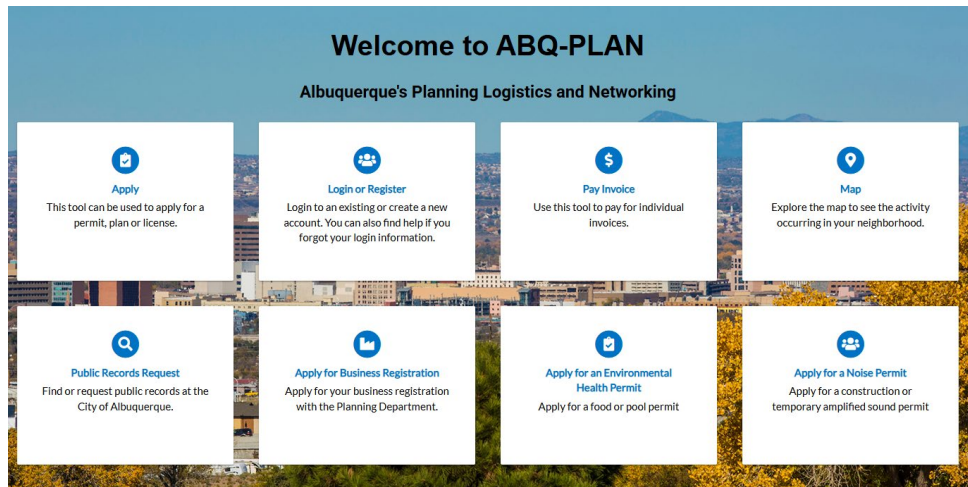 Welcome to ABQ-PLAN
Albuquerque's Planning Logistics and Networking
Apply
This tool can be used to apply for a
permit, plan or license.
Login or Register
Login to an existing or create a new
account. You can also find help if you
forgot your login information.
Pay Invoice
Use this tool to pay for individual
invoices.
Map
Explore the map to see the activity
occurring in your neighborhood.
Public Records Request
Find or request public records at the
City of Albuquerque.
Apply for Business Registration
Apply for your business registration
with the Planning Department.
Apply for an Environmental
Health Permit
Apply for a food or pool permit
Apply for a Noise Permit
Apply for a construction or
temporary amplified sound permit